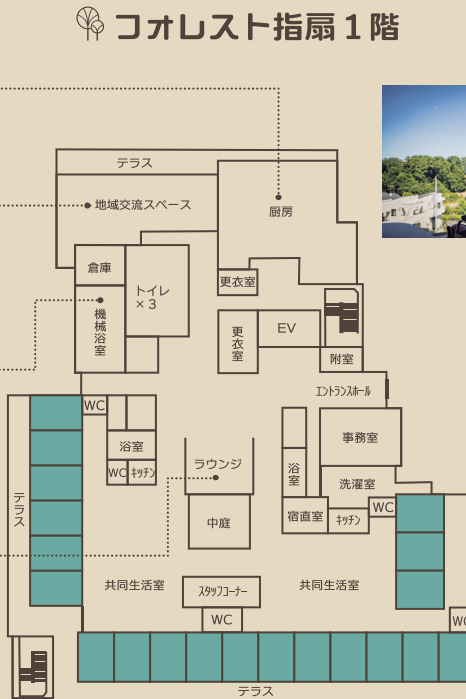 フォレスト指扇１階
テラス
地域交流スペース
厨房
倉庫
更衣室
トイレ
×３
機械浴室
更衣室
EV
附室
エントランスホール
WC
事務室
浴室
ラウンジ
浴室
WC
キッチン
洗濯室
テラス
宿直室
WC
中庭
キッチン
共同生活室
スタッフコーナー
共同生活室
WC
WC
テラス